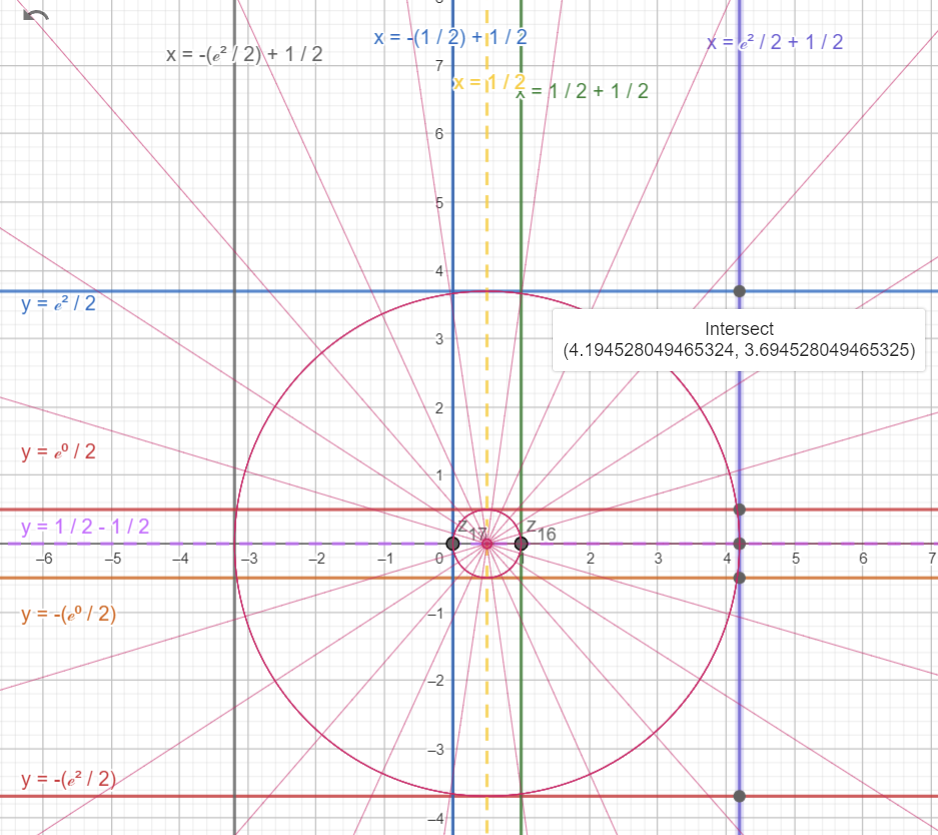 8
x = -(1 / 2) + 1 / 2
x = e² / 2 + 1 / 2
x = -(e² / 2) + 1 / 2
7
x = 1 / 2
x = 1 / 2 + 1 / 2
6
5
4
y = e² / 2
Intersect
(4.194528049465324, 3.694528049465325)
3
2
y = e⁰ / 2
1
y = 1 / 2 - 1 / 2
z₁₇ z₁₆
−6 −5 −4 −3 −2 −1 0 1 2 3 4 5 6 7
y = -(e⁰ / 2)
−1
−2
−3
y = -(e² / 2)
−4